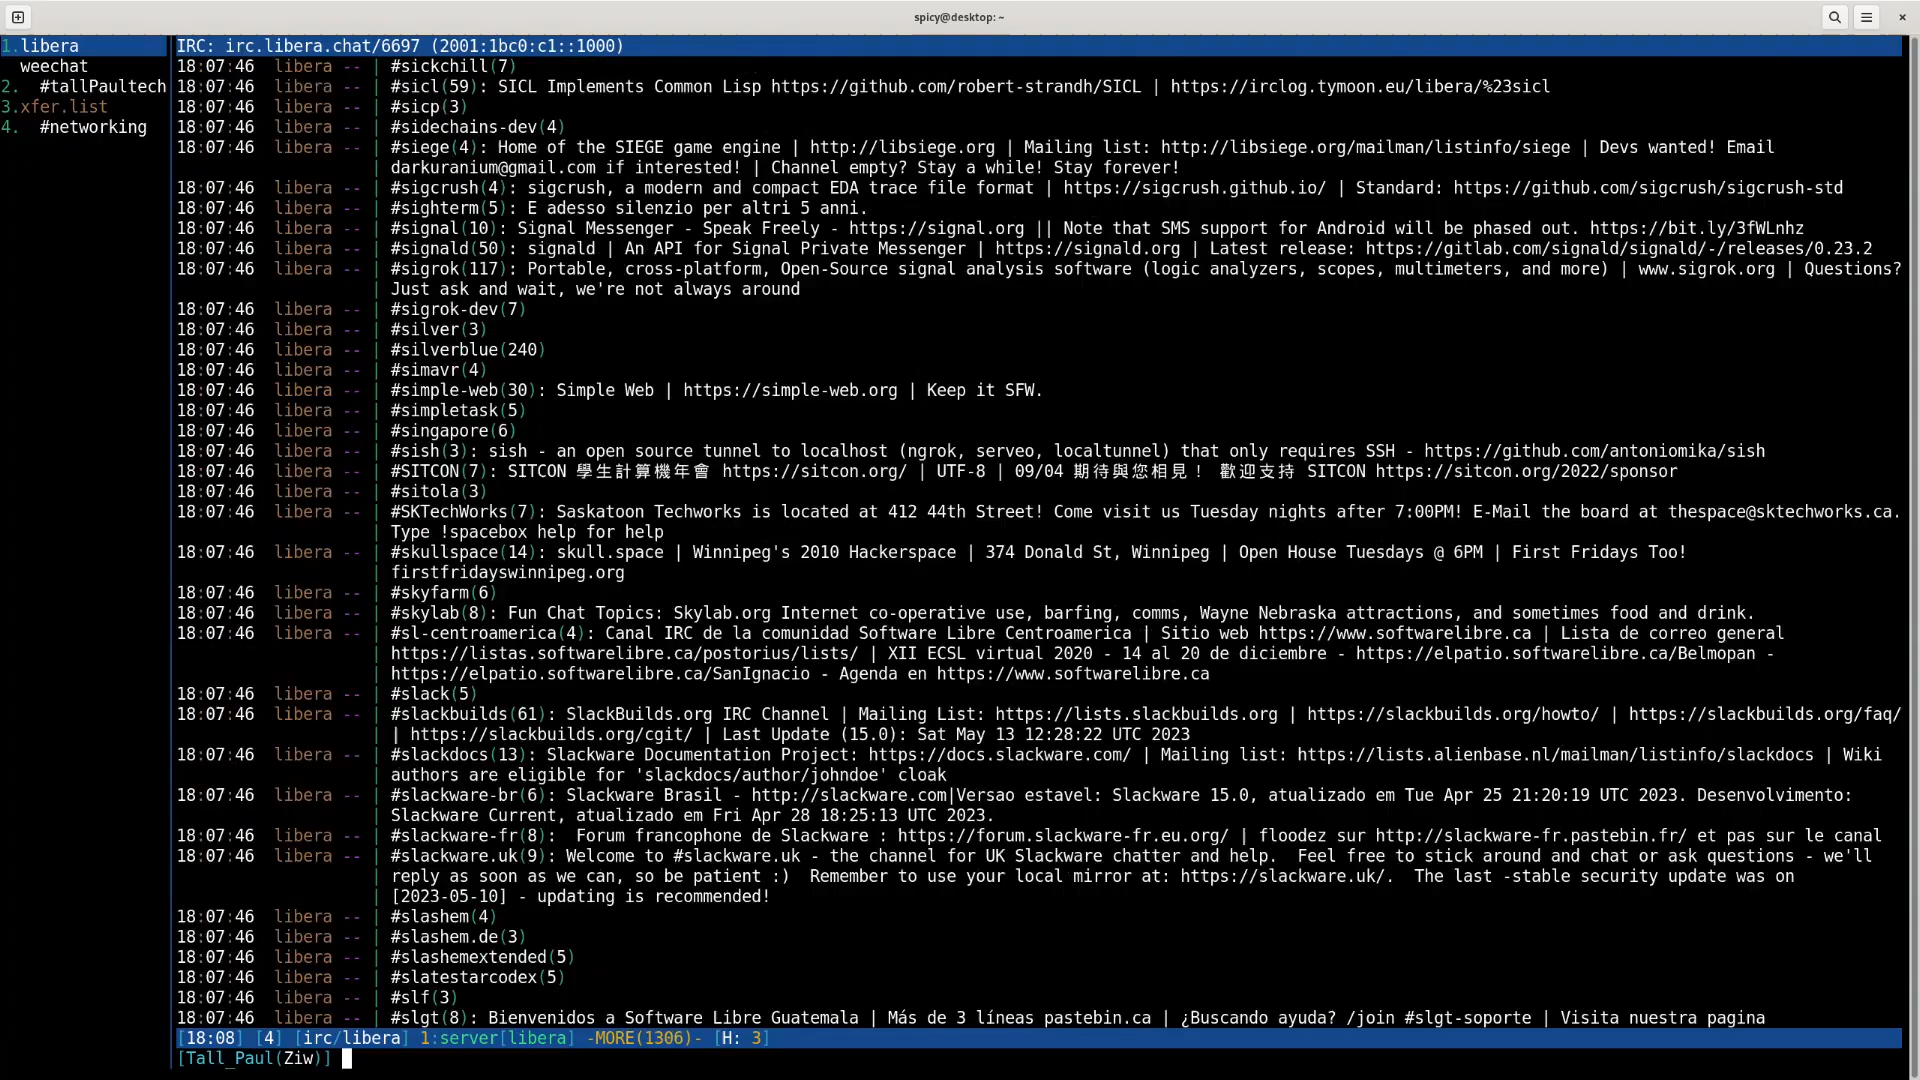 spicy@desktop: ~
1.libera
weechat
2. #tallPaultech
3.xfer.list
4. #networking
IRC: irc.libera.chat/6697 (2001:1bc0:c1::1000)
18:07:46 libera -- | #sickchill(7)
18:07:46 libera -- | #sicl(59): SICL Implements Common Lisp https://github.com/robert-strandh/SICL | https://irclog.tymoon.eu/libera/%23sicl
18:07:46 libera -- | #sicp(3)
18:07:46 libera -- | #sidechains-dev(4)
18:07:46 libera -- | #siege(4): Home of the SIEGE game engine | http://libsiege.org | Mailing list: http://libsiege.org/mailman/listinfo/siege | Devs wanted! Email
| darkuranium@gmail.com if interested! | Channel empty? Stay a while! Stay forever!
18:07:46 libera -- | #sigcrush(4): sigcrush, a modern and compact EDA trace file format | https://sigcrush.github.io/ | Standard: https://github.com/sigcrush/sigcrush-std
18:07:46 libera -- | #sighterm(5): E adesso silenzio per altri 5 anni.
18:07:46 libera -- | #signal(10): Signal Messenger - Speak Freely - https://signal.org || Note that SMS support for Android will be phased out. https://bit.ly/3fWLnhz
18:07:46 libera -- | #signald(50): signald | An API for Signal Private Messenger | https://signald.org | Latest release: https://gitlab.com/signald/signald/-/releases/0.23.2
18:07:46 libera -- | #sigrok(117): Portable, cross-platform, Open-Source signal analysis software (logic analyzers, scopes, multimeters, and more) | www.sigrok.org | Questions?
| Just ask and wait, we're not always around
18:07:46 libera -- | #sigrok-dev(7)
18:07:46 libera -- | #silver(3)
18:07:46 libera -- | #silverblue(240)
18:07:46 libera -- | #simavr(4)
18:07:46 libera -- | #simple-web(30): Simple Web | https://simple-web.org | Keep it SFW.
18:07:46 libera -- | #simpletask(5)
18:07:46 libera -- | #singapore(6)
18:07:46 libera -- | #sish(3): sish - an open source tunnel to localhost (ngrok, serveo, localtunnel) that only requires SSH - https://github.com/antoniomika/sish
18:07:46 libera -- | #SITCON(7): SITCON 學生計算機年會 https://sitcon.org/ | UTF-8 | 09/04 期待與您相見！ 歡迎支持 SITCON https://sitcon.org/2022/sponsor
18:07:46 libera -- | #sitola(3)
18:07:46 libera -- | #SKTechWorks(7): Saskatoon Techworks is located at 412 44th Street! Come visit us Tuesday nights after 7:00PM! E-Mail the board at thespace@sktechworks.ca.
| Type !spacebox help for help
18:07:46 libera -- | #skullspace(14): skull.space | Winnipeg's 2010 Hackerspace | 374 Donald St, Winnipeg | Open House Tuesdays @ 6PM | First Fridays Too!
| firstfridayswinnipeg.org
18:07:46 libera -- | #skyfarm(6)
18:07:46 libera -- | #skylab(8): Fun Chat Topics: Skylab.org Internet co-operative use, barfing, comms, Wayne Nebraska attractions, and sometimes food and drink.
18:07:46 libera -- | #sl-centroamerica(4): Canal IRC de la comunidad Software Libre Centroamerica | Sitio web https://www.softwarelibre.ca | Lista de correo general
| https://listas.softwarelibre.ca/postorius/lists/ | XII ECSL virtual 2020 - 14 al 20 de diciembre - https://elpatio.softwarelibre.ca/Belmopan -
| https://elpatio.softwarelibre.ca/SanIgnacio - Agenda en https://www.softwarelibre.ca
18:07:46 libera -- | #slack(5)
18:07:46 libera -- | #slackbuilds(61): SlackBuilds.org IRC Channel | Mailing List: https://lists.slackbuilds.org | https://slackbuilds.org/howto/ | https://slackbuilds.org/faq/
| | https://slackbuilds.org/cgit/ | Last Update (15.0): Sat May 13 12:28:22 UTC 2023
18:07:46 libera -- | #slackdocs(13): Slackware Documentation Project: https://docs.slackware.com/ | Mailing list: https://lists.alienbase.nl/mailman/listinfo/slackdocs | Wiki
| authors are eligible for 'slackdocs/author/johndoe' cloak
18:07:46 libera -- | #slackware-br(6): Slackware Brasil - http://slackware.com|Versao estavel: Slackware 15.0, atualizado em Tue Apr 25 21:20:19 UTC 2023. Desenvolvimento:
| Slackware Current, atualizado em Fri Apr 28 18:25:13 UTC 2023.
18:07:46 libera -- | #slackware-fr(8):  Forum francophone de Slackware : https://forum.slackware-fr.eu.org/ | floodez sur http://slackware-fr.pastebin.fr/ et pas sur le canal
18:07:46 libera -- | #slackware.uk(9): Welcome to #slackware.uk - the channel for UK Slackware chatter and help.  Feel free to stick around and chat or ask questions - we'll
| reply as soon as we can, so be patient :)  Remember to use your local mirror at: https://slackware.uk/.  The last -stable security update was on
| [2023-05-10] - updating is recommended!
18:07:46 libera -- | #slashem(4)
18:07:46 libera -- | #slashem.de(3)
18:07:46 libera -- | #slashemextended(5)
18:07:46 libera -- | #slatestarcodex(5)
18:07:46 libera -- | #slf(3)
18:07:46 libera -- | #slgt(8): Bienvenidos a Software Libre Guatemala | Más de 3 líneas pastebin.ca | ¿Buscando ayuda? /join #slgt-soporte | Visita nuestra pagina
[18:08] [4] [irc/libera] 1:server[libera] -MORE(1306)- [H: 3]
[Tall_Paul(Ziw)]